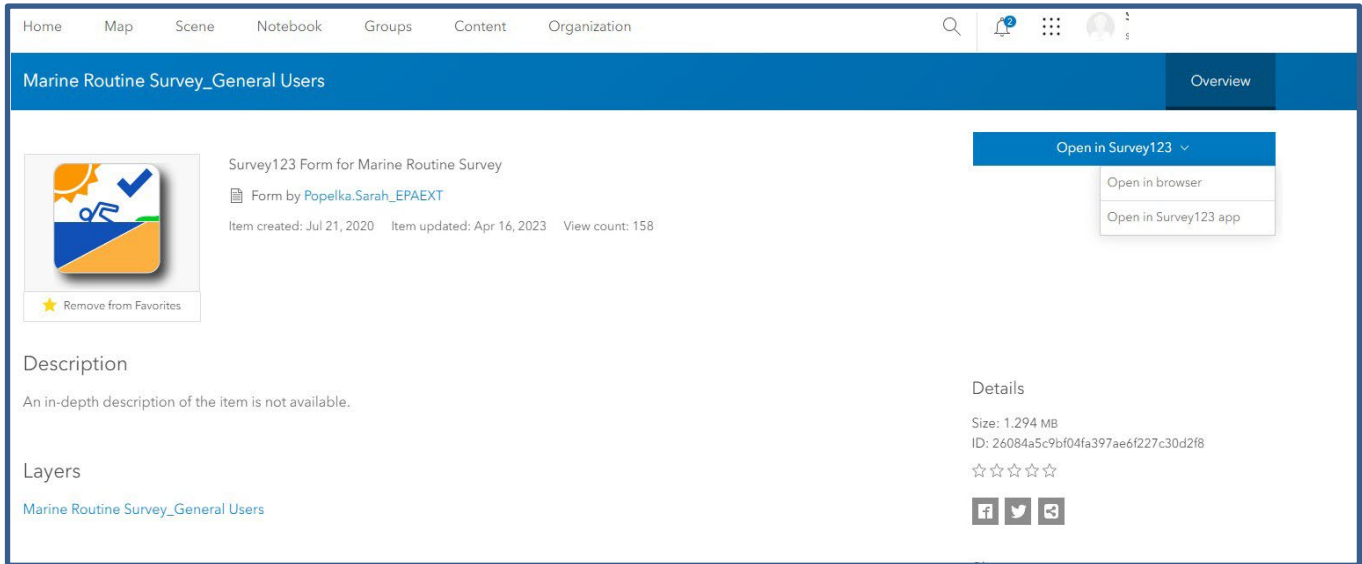 Home Map Scene Notebook Groups Content Organization 2
Marine Routine Survey_General Users Overview
Open in Survey123
Open in browser
Open in Survey123 app
Survey123 Form for Marine Routine Survey
Form by Popelka.Sarah_EPAEXT
Item created: Jul 21, 2020 Item updated: Apr 16, 2023 View count: 158
Remove from Favorites
Description
An in-depth description of the item is not available.
Layers
Marine Routine Survey_General Users
Details
Size: 1.294 MB
ID: 26084a5c9bf04fa397ae6f227c30d2f8